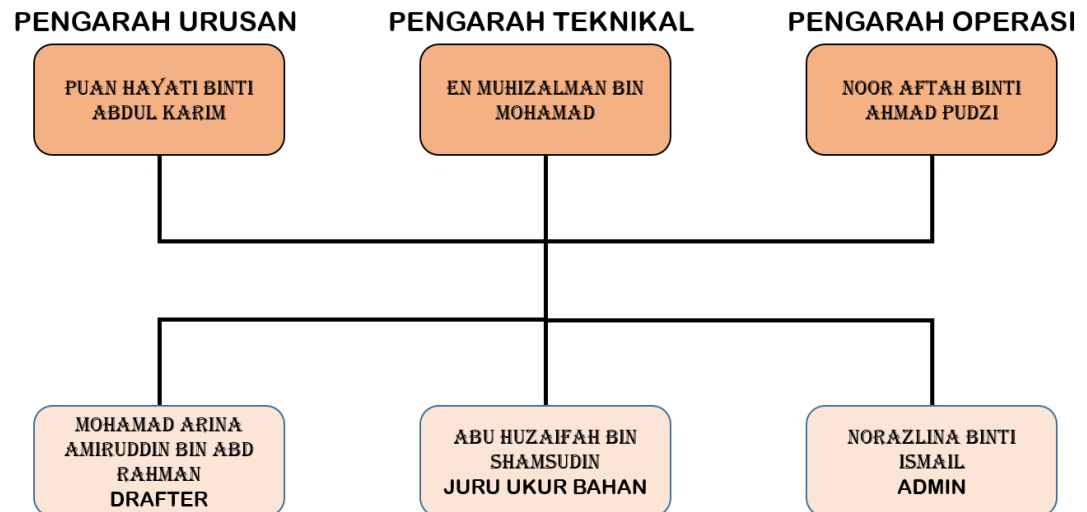 PENGARAH URUSAN
PUAN HAYATI BINTI
ABDUL KARIM
PENGARAH TEKNIKAL
EN MUHIZALMAN BIN
MOHAMAD
PENGARAH OPERASI
NOOR AFTAH BINTI
AHMAD PUDZI
MOHAMAD ARINA
AMIRUDDIN BIN ABD
RAHMAN
DRAFTER
ABU HUZAIFAH BIN
SHAMSUDIN
JURU UKUR BAHAN
NORAZLINA BINTI
ISMAIL
ADMIN